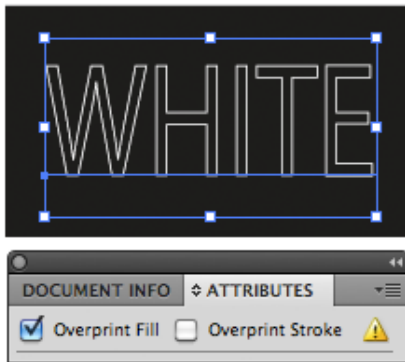 WHITE
DOCUMENT INFO ATTRIBUTES
Overprint Fill Overprint Stroke